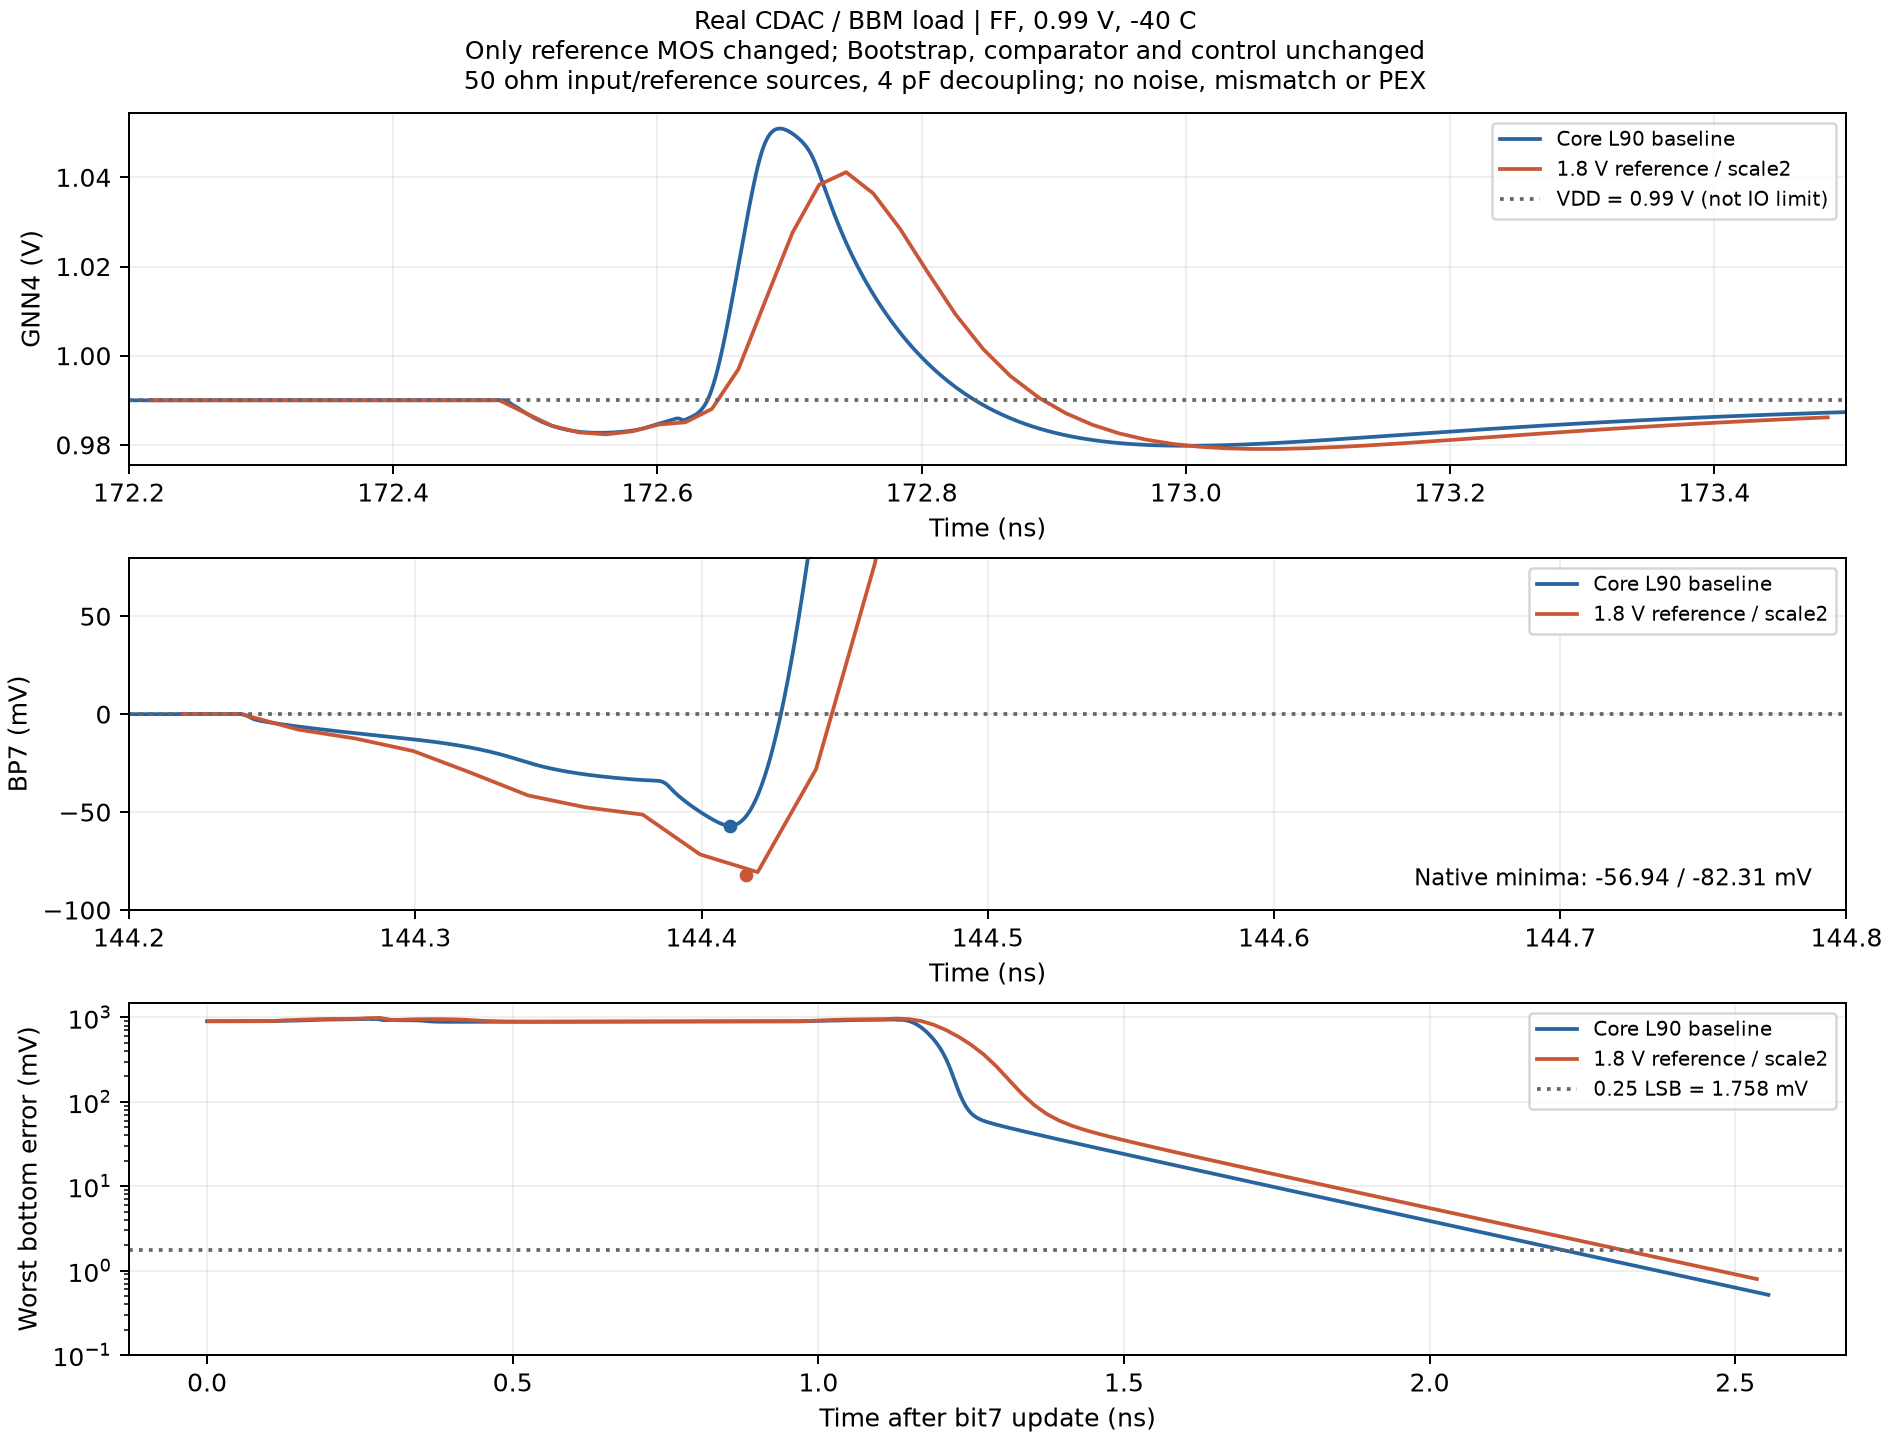 Real CDAC / BBM load | FF, 0.99 V, -40 C
Only reference MOS changed; Bootstrap, comparator and control unchanged
50 ohm input/reference sources, 4 pF decoupling; no noise, mismatch or PEX
GNN4 (V)
1.04
1.02
1.00
0.98
Core L90 baseline
1.8 V reference / scale2
VDD = 0.99 V (not IO limit)
172.2 172.4 172.6 172.8 173.0 173.2 173.4
Time (ns)
BP7 (mV)
50
0
−50
−100
Core L90 baseline
1.8 V reference / scale2
Native minima: -56.94 / -82.31 mV
144.2 144.3 144.4 144.5 144.6 144.7 144.8
Time (ns)
Worst bottom error (mV)
10³
10²
10¹
10⁰
10⁻¹
Core L90 baseline
1.8 V reference / scale2
0.25 LSB = 1.758 mV
0.0 0.5 1.0 1.5 2.0 2.5
Time after bit7 update (ns)